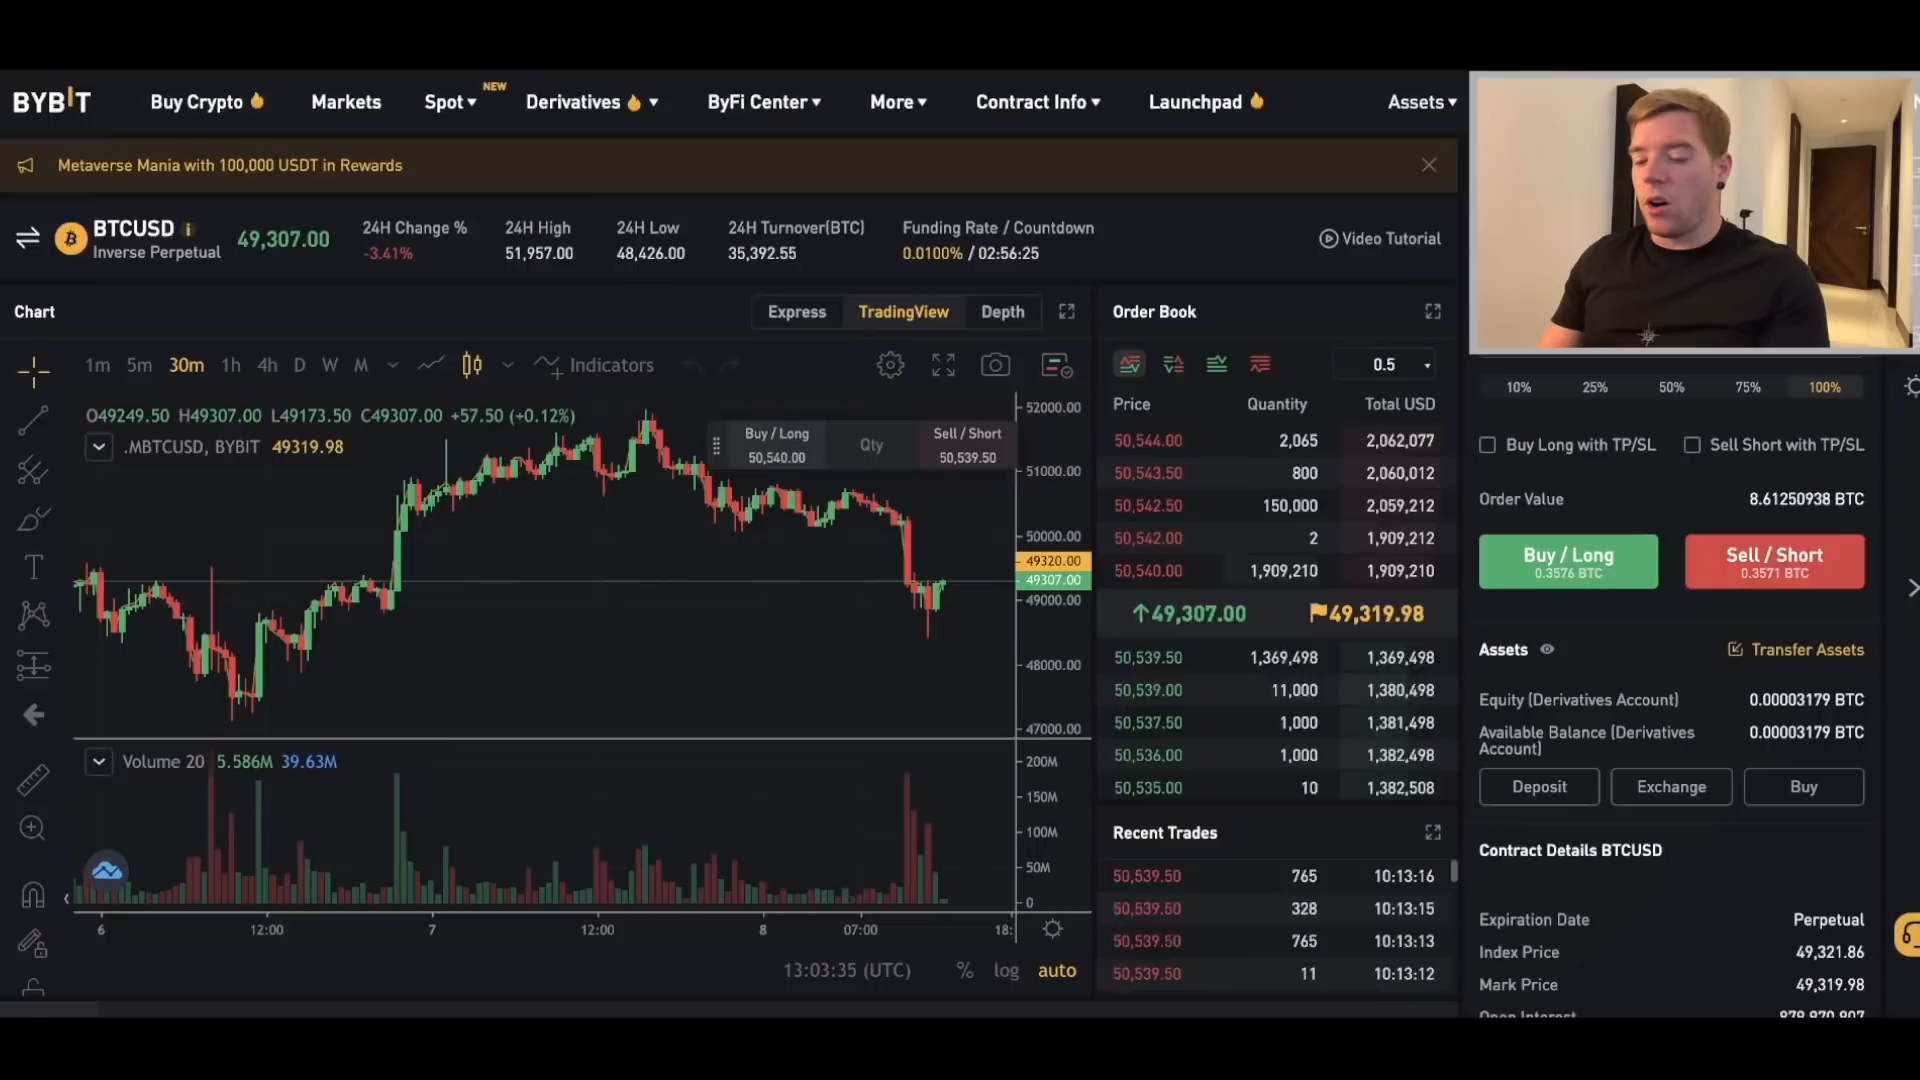 BYBIT
Buy Crypto
Markets
Spot
NEW
Derivatives
ByFi Center
More
Contract Info
Launchpad
Assets
Metaverse Mania with 100,000 USDT in Rewards
BTCUSD
Inverse Perpetual
49,307.00
24H Change %
-3.41%
24H High
51,957.00
24H Low
48,426.00
24H Turnover(BTC)
35,392.55
Funding Rate / Countdown
0.0100% / 02:56:25
Video Tutorial
Chart
Express
TradingView
Depth
1m 5m 30m 1h 4h D W M
Indicators
O49249.50 H49307.00 L49173.50 C49307.00 +57.50 (+0.12%)
.MBTCUSD, BYBIT 49319.98
Buy / Long
50,540.00
Qty
Sell / Short
50,539.50
52000.00
51000.00
50000.00
49320.00
49307.00
49000.00
48000.00
47000.00
Volume 20 5.586M 39.63M
200M
150M
100M
50M
0
6 12:00 7 12:00 8 07:00 18:
13:03:35 (UTC) % log auto
Order Book
0.5
Price Quantity Total USD
50,544.00 2,065 2,062,077
50,543.50 800 2,060,012
50,542.50 150,000 2,059,212
50,542.00 2 1,909,212
50,540.00 1,909,210 1,909,210
49,307.00 49,319.98
50,539.50 1,369,498 1,369,498
50,539.00 11,000 1,380,498
50,537.50 1,000 1,381,498
50,536.00 1,000 1,382,498
50,535.00 10 1,382,508
Recent Trades
50,539.50 765 10:13:16
50,539.50 328 10:13:15
50,539.50 765 10:13:13
50,539.50 11 10:13:12
10% 25% 50% 75% 100%
Buy Long with TP/SL Sell Short with TP/SL
Order Value 8.61250938 BTC
Buy / Long
0.3576 BTC
Sell / Short
0.3571 BTC
Assets
Transfer Assets
Equity (Derivatives Account) 0.00003179 BTC
Available Balance (Derivatives Account) 0.00003179 BTC
Deposit
Exchange
Buy
Contract Details BTCUSD
Expiration Date Perpetual
Index Price 49,321.86
Mark Price 49,319.98
Open Interest